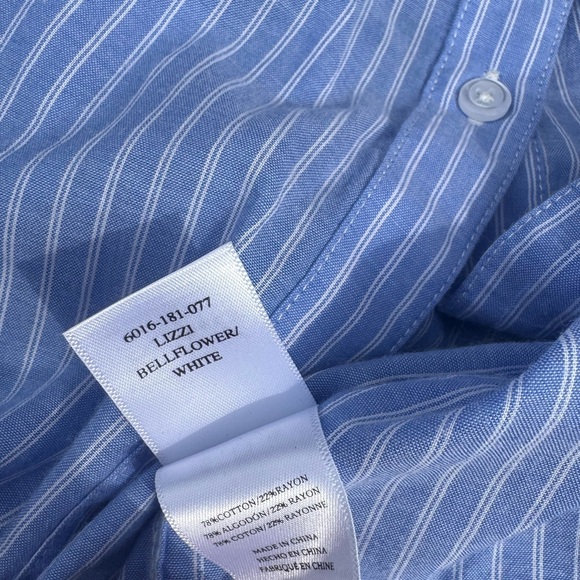 6016-181-077
LIZZI
BELLFLOWER/
WHITE
78%COTTON/22%RAYON
78% ALGODÓN/22% RAYON
78% COTON/22% RAYONNE
MADE IN CHINA
HECHO EN CHINA
FABRIQUÉ EN CHINE